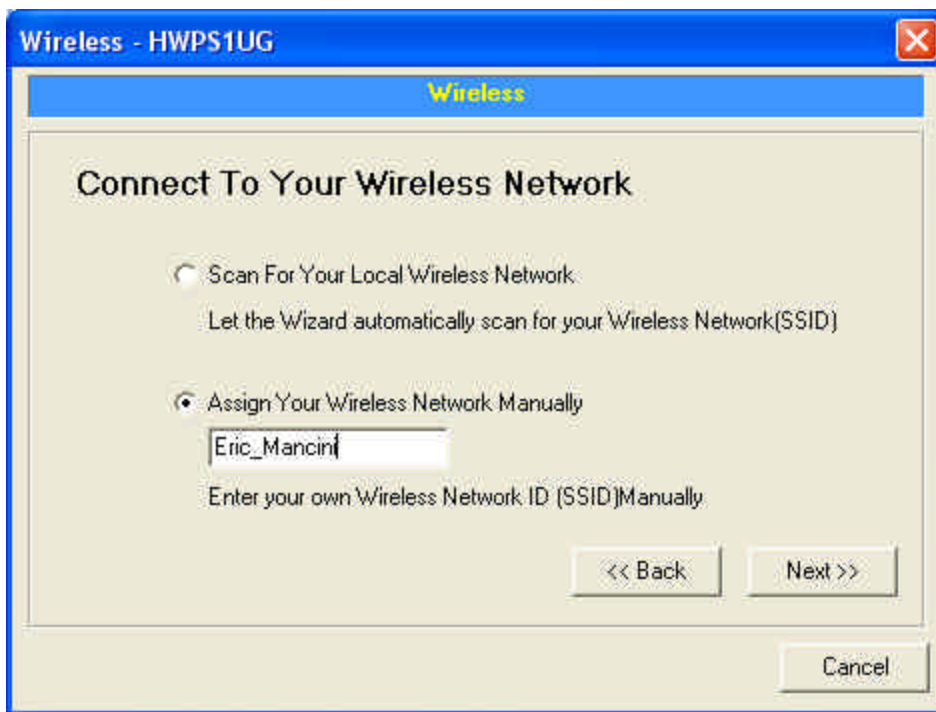 Wireless - HWPS1UG
Wireless
Connect To Your Wireless Network
Scan For Your Local Wireless Network
Let the Wizard automatically scan for your Wireless Network(SSID)
Assign Your Wireless Network Manually
Eric_Mancini
Enter your own Wireless Network ID (SSID)Manually
<< Back
Next >>
Cancel